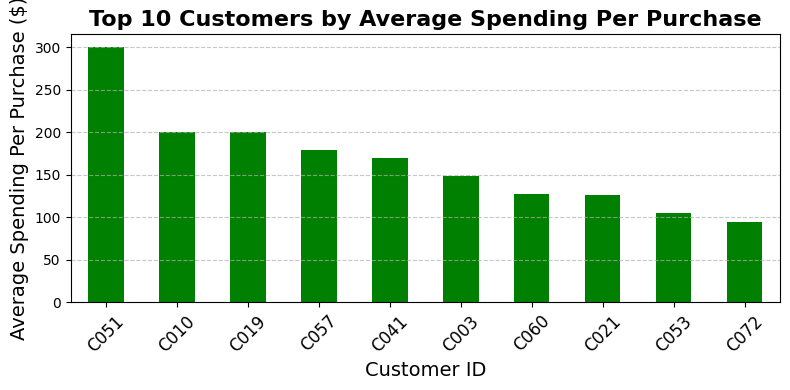 Top 10 Customers by Average Spending Per Purchase
Average Spending Per Purchase ($)
300
250
200
150
100
50
0
C051
C010
C019
C057
C041
C003
C060
C021
C053
C072
Customer ID